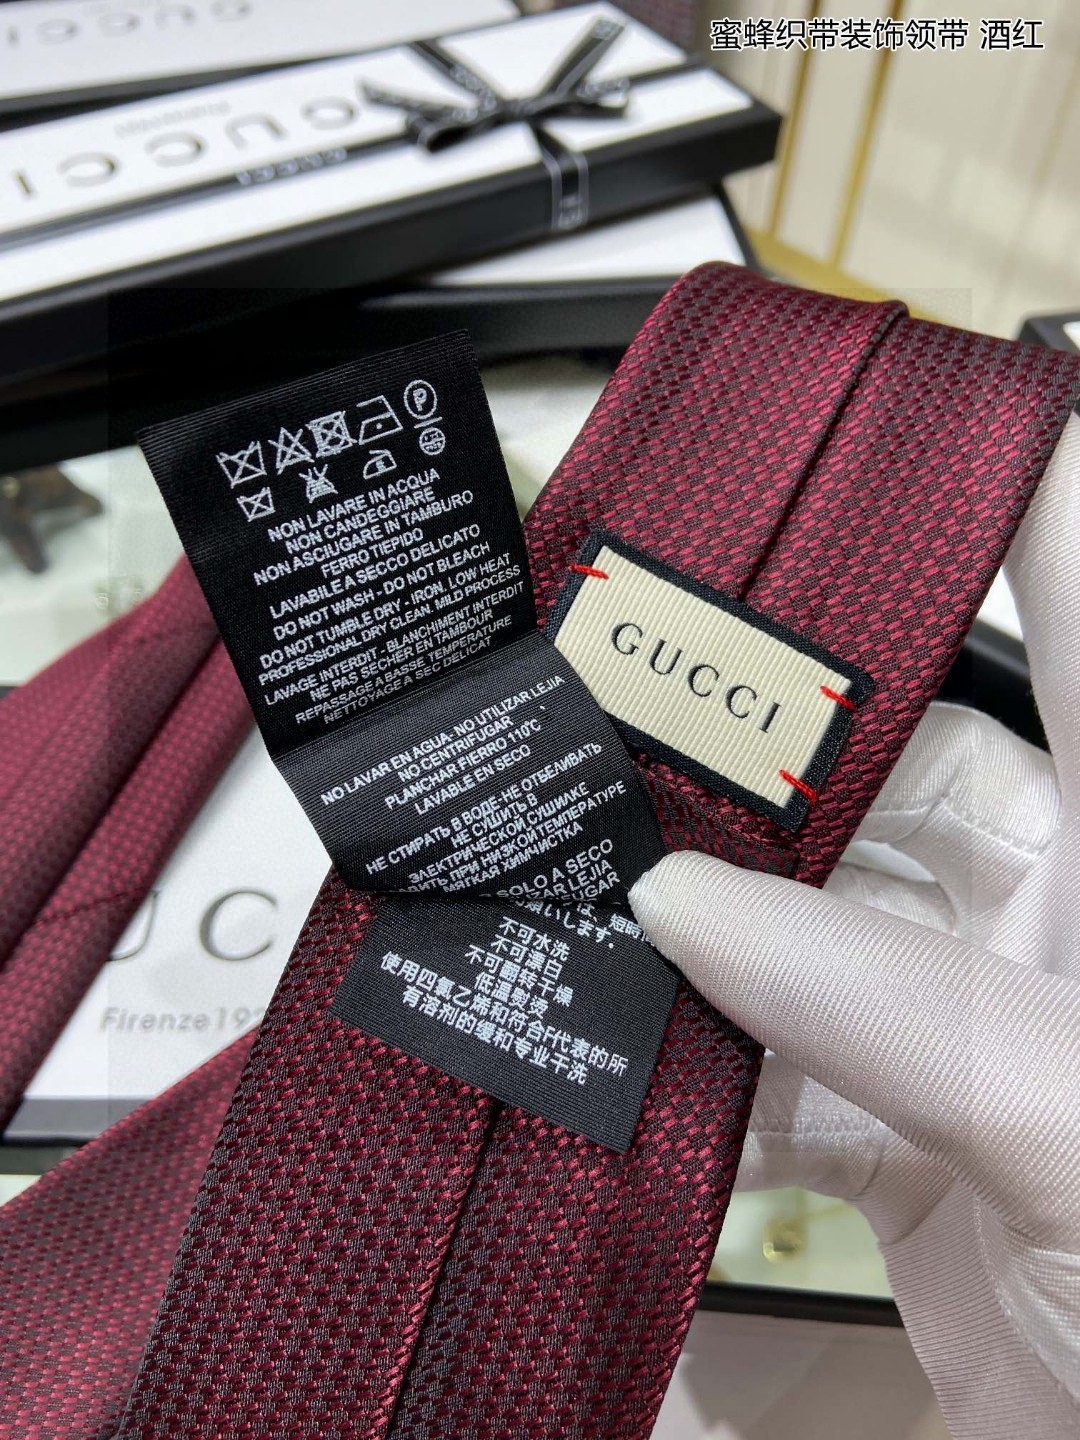 蜜蜂织带装饰领带 酒红
GUCCI
GUCCI
GUCCI
NON LAVARE IN ACQUA
NON CANDEGGIARE
NON ASCIUGARE IN TAMBURO
FERRO TIEPIDO
LAVABILE A SECCO DELICATO
DO NOT WASH - DO NOT BLEACH
DO NOT TUMBLE DRY - IRON, LOW HEAT
PROFESSIONAL DRY CLEAN. MILD PROCESS
LAVAGE INTERDIT - BLANCHIMENT INTERDIT
NE PAS SÉCHER EN TAMBOUR
REPASSAGE A BASSE TEMPERATURE
NETTOYAGE A SEC DELICAT
NO LAVAR EN AGUA. NO UTILIZAR LEJIA
NO CENTRIFUGAR
PLANCHAR FIERRO 110°C
LAVABLE EN SECO
НЕ СТИРАТЬ В ВОДЕ-НЕ ОТБЕЛИВАТЬ
НЕ СУШИТЬ В
ЭЛЕКТРИЧЕСКОЙ СУШИЛКЕ
ПРИ НИЗКОЙ ТЕМПЕРАТУРЕ
МЯГКАЯ ХИМЧИСТКА
SOLO A SECO
LEJIA
不可水洗
不可漂白
不可翻转干燥
低温熨烫
使用四氯乙烯和符合F代表的所
有溶剂的缓和专业干洗
GUCCI
UC
Firenze 192